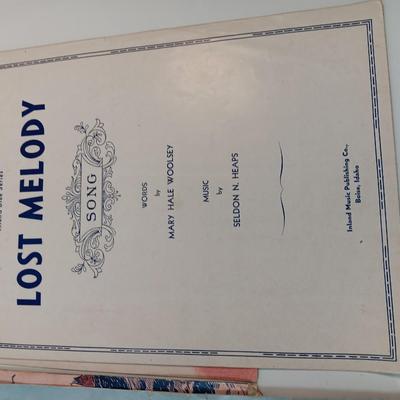 LOST MELODY
SONG
WORDS
by
MARY HALE WOOLSEY
MUSIC
by
SELDON N. HEAPS
Inland Music Publishing Co.,
Boise, Idaho